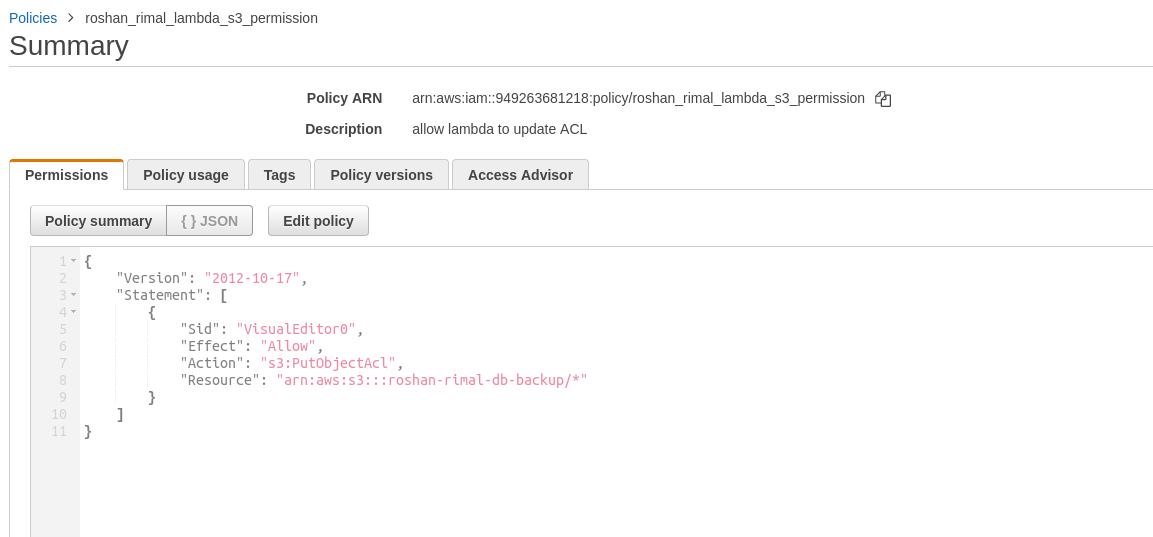 Policies > roshan_rimal_lambda_s3_permission
Summary
Policy ARN arn:aws:iam::949263681218:policy/roshan_rimal_lambda_s3_permission
Description allow lambda to update ACL
Permissions Policy usage Tags Policy versions Access Advisor
Policy summary { } JSON Edit policy
1 {
2 "Version": "2012-10-17",
3 "Statement": [
4 {
5 "Sid": "VisualEditor0",
6 "Effect": "Allow",
7 "Action": "s3:PutObjectAcl",
8 "Resource": "arn:aws:s3:::roshan-rimal-db-backup/*"
9 }
10 ]
11 }